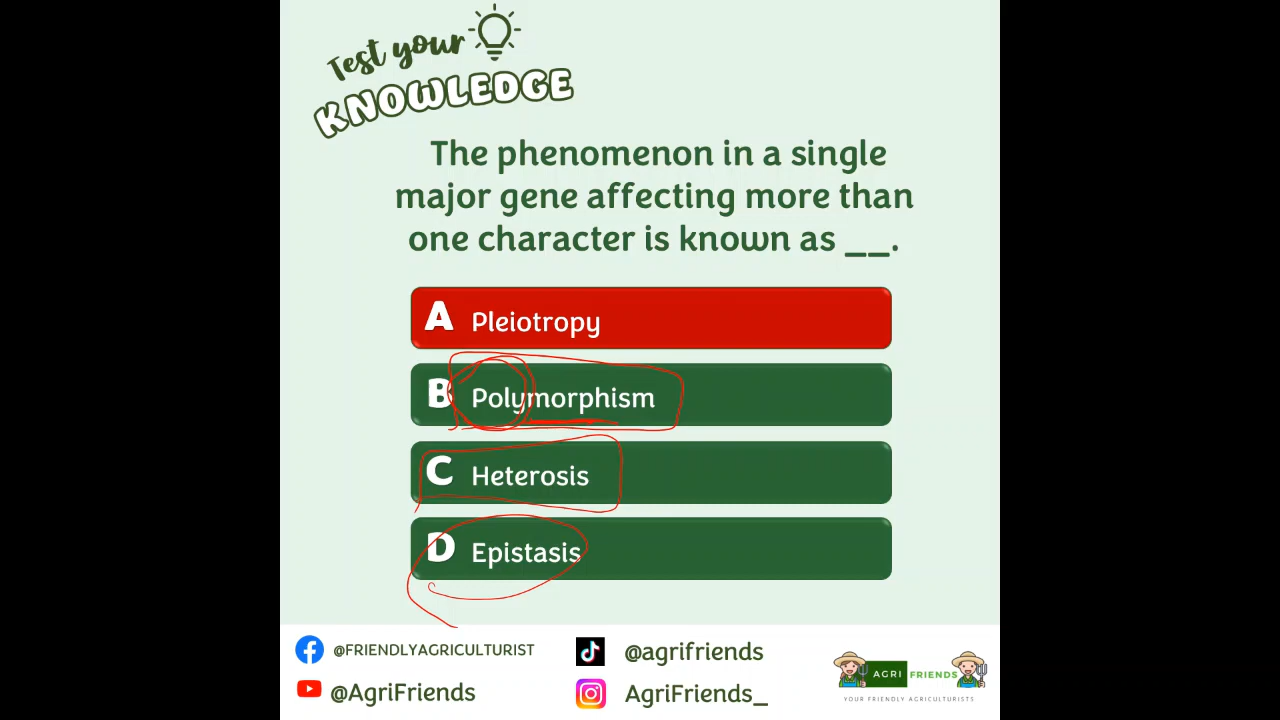 Test your
KNOWLEDGE
The phenomenon in a single
major gene affecting more than
one character is known as __.
A Pleiotropy
B Polymorphism
C Heterosis
D Epistasis
@FRIENDLYAGRICULTURIST
@agrifriends
@AgriFriends
AgriFriends_
AGRI FRIENDS
YOUR FRIENDLY AGRICULTURISTS